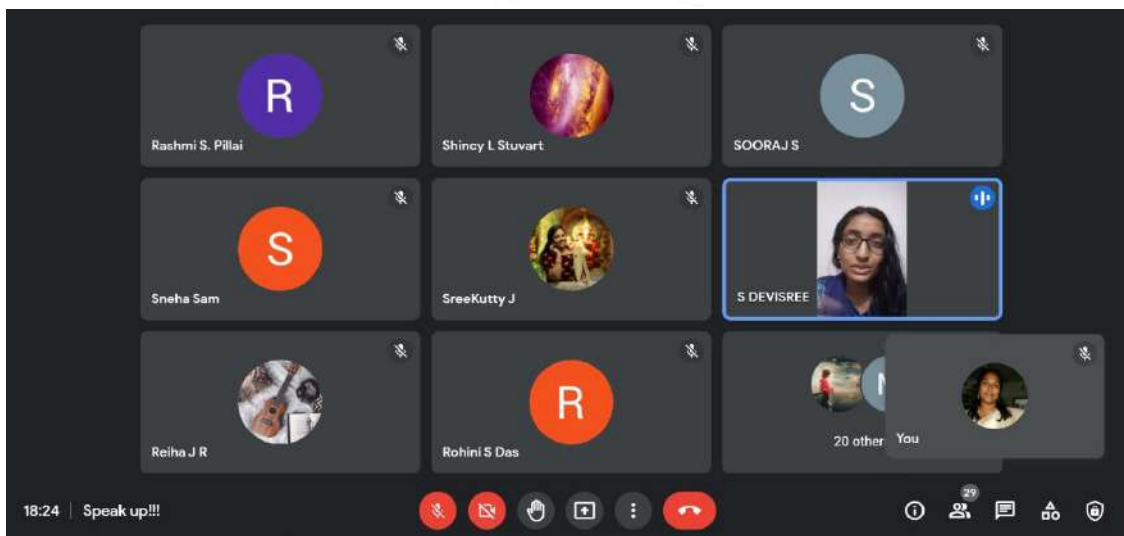 R
Rashmi S. Pillai
Shincy L Stuvart
S
SOORAJ S
S
Sneha Sam
SreeKutty J
S DEVISREE
Reiha J R
R
Rohini S Das
20 other
You
18:24 | Speak up!!!
29